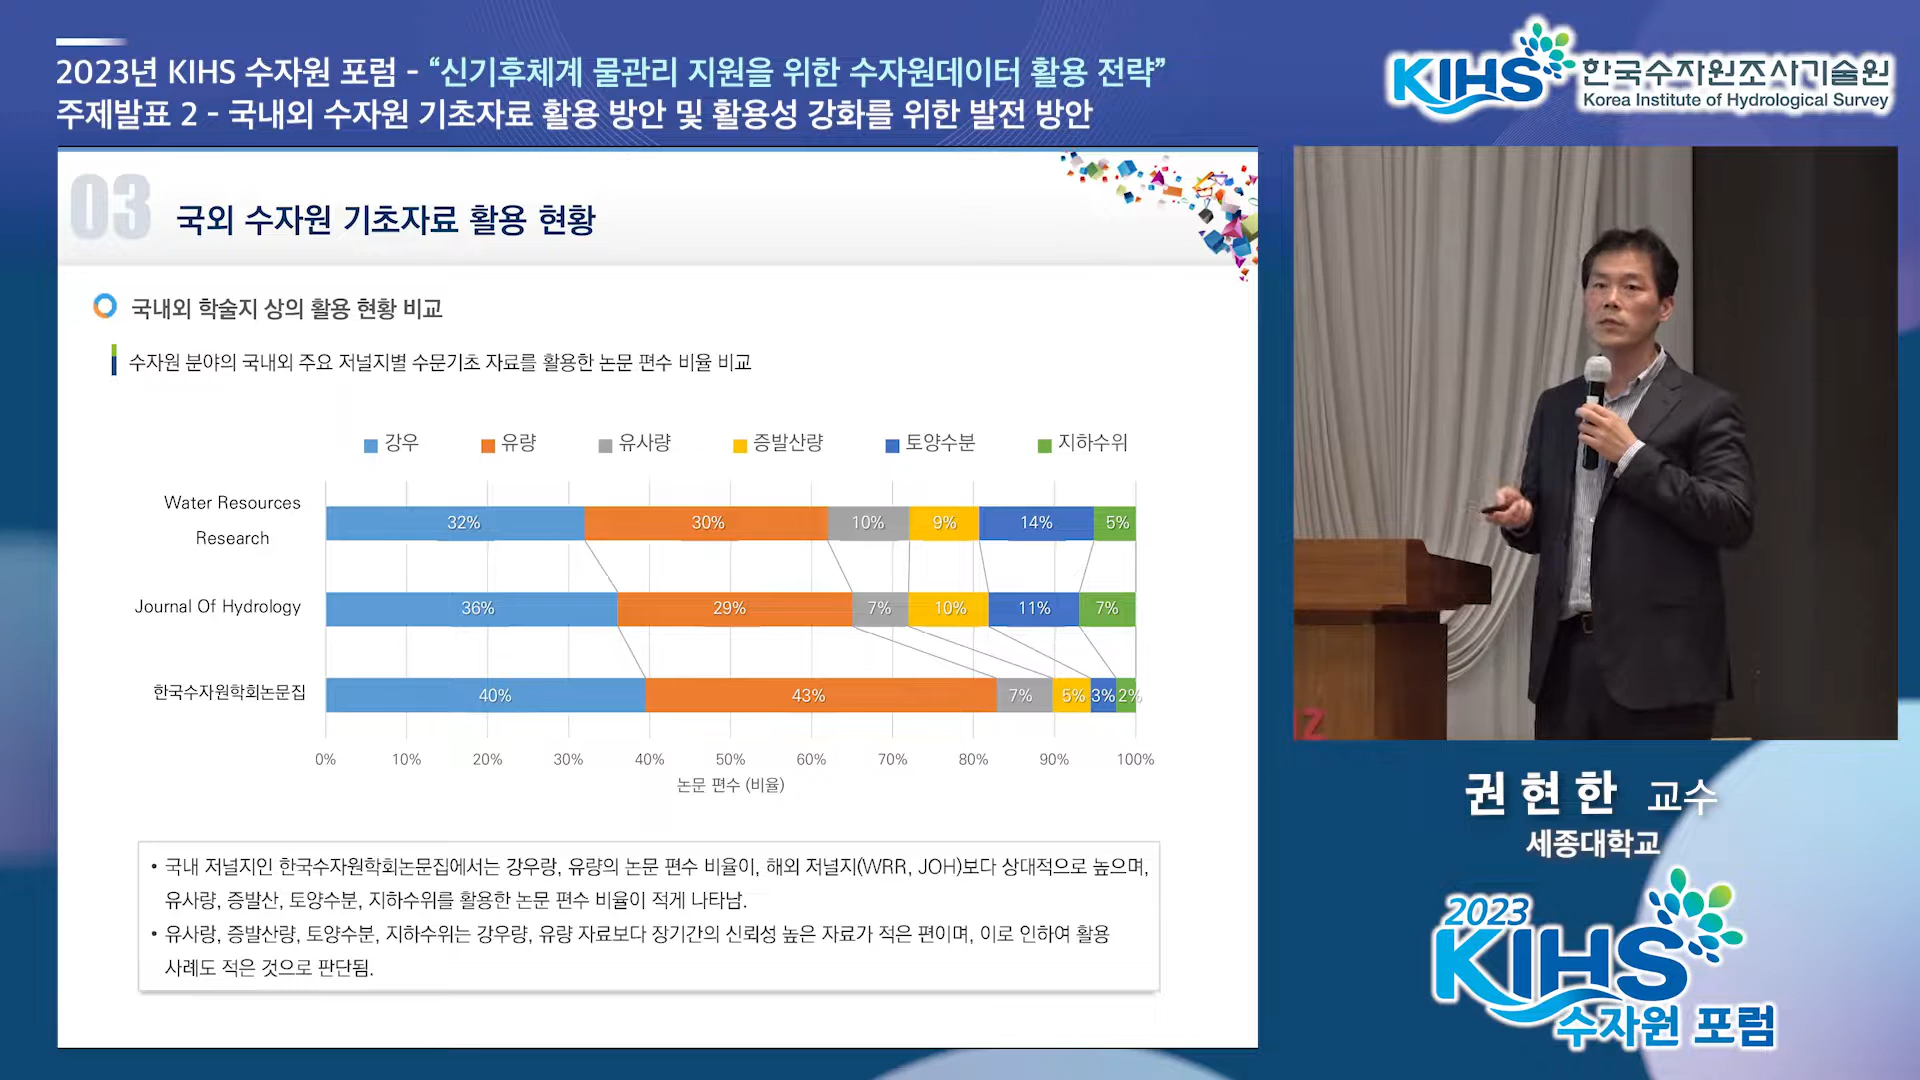 2023년 KIHS 수자원 포럼 - “신기후체계 물관리 지원을 위한 수자원데이터 활용 전략”
주제발표 2 - 국내외 수자원 기초자료 활용 방안 및 활용성 강화를 위한 발전 방안
KIHS 한국수자원조사기술원
Korea Institute of Hydrological Survey
03 국외 수자원 기초자료 활용 현황
국내외 학술지 상의 활용 현황 비교
수자원 분야의 국내외 주요 저널지별 수문기초 자료를 활용한 논문 편수 비율 비교
강우 유량 유사량 증발산량 토양수분 지하수위
Water Resources
Research
32% 30% 10% 9% 14% 5%
Journal Of Hydrology
36% 29% 7% 10% 11% 7%
한국수자원학회논문집
40% 43% 7% 5% 3% 2%
0% 10% 20% 30% 40% 50% 60% 70% 80% 90% 100%
논문 편수 (비율)
• 국내 저널지인 한국수자원학회논문집에서는 강우량, 유량의 논문 편수 비율이, 해외 저널지(WRR, JOH)보다 상대적으로 높으며,
유사량, 증발산, 토양수분, 지하수위를 활용한 논문 편수 비율이 적게 나타남.
• 유사량, 증발산량, 토양수분, 지하수위는 강우량, 유량 자료보다 장기간의 신뢰성 높은 자료가 적은 편이며, 이로 인하여 활용
사례도 적은 것으로 판단됨.
권현한 교수
세종대학교
2023
KIHS
수자원 포럼